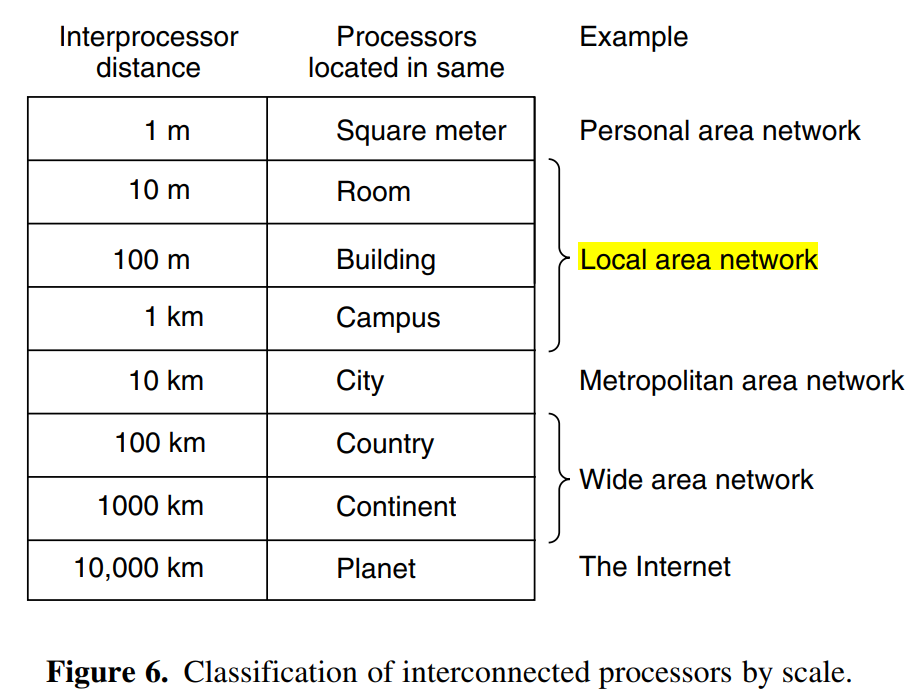 Interprocessor distance Processors located in same Example
1 m Square meter Personal area network
10 m Room
100 m Building Local area network
1 km Campus
10 km City Metropolitan area network
100 km Country
Wide area network
1000 km Continent
10,000 km Planet The Internet
Figure 6. Classification of interconnected processors by scale.